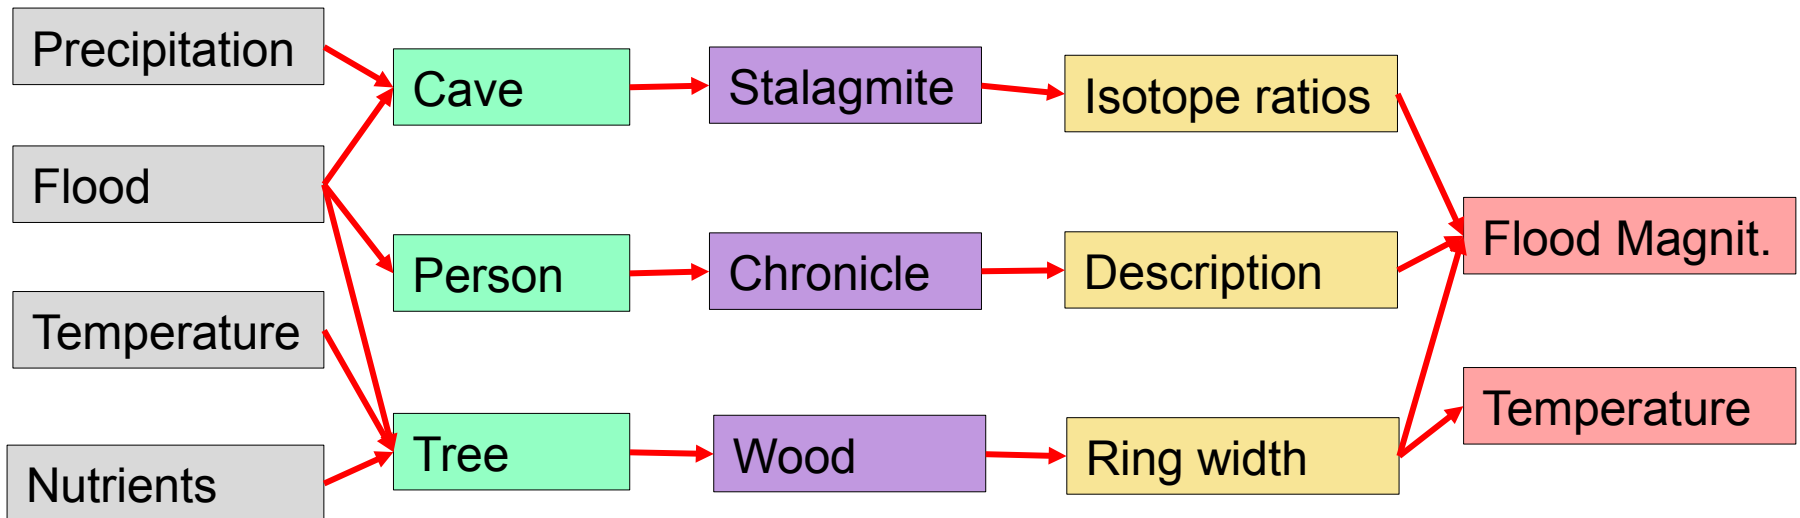 Precipitation
Flood
Temperature
Nutrients
Cave
Person
Tree
Stalagmite
Chronicle
Wood
Isotope ratios
Description
Ring width
Flood Magnit.
Temperature